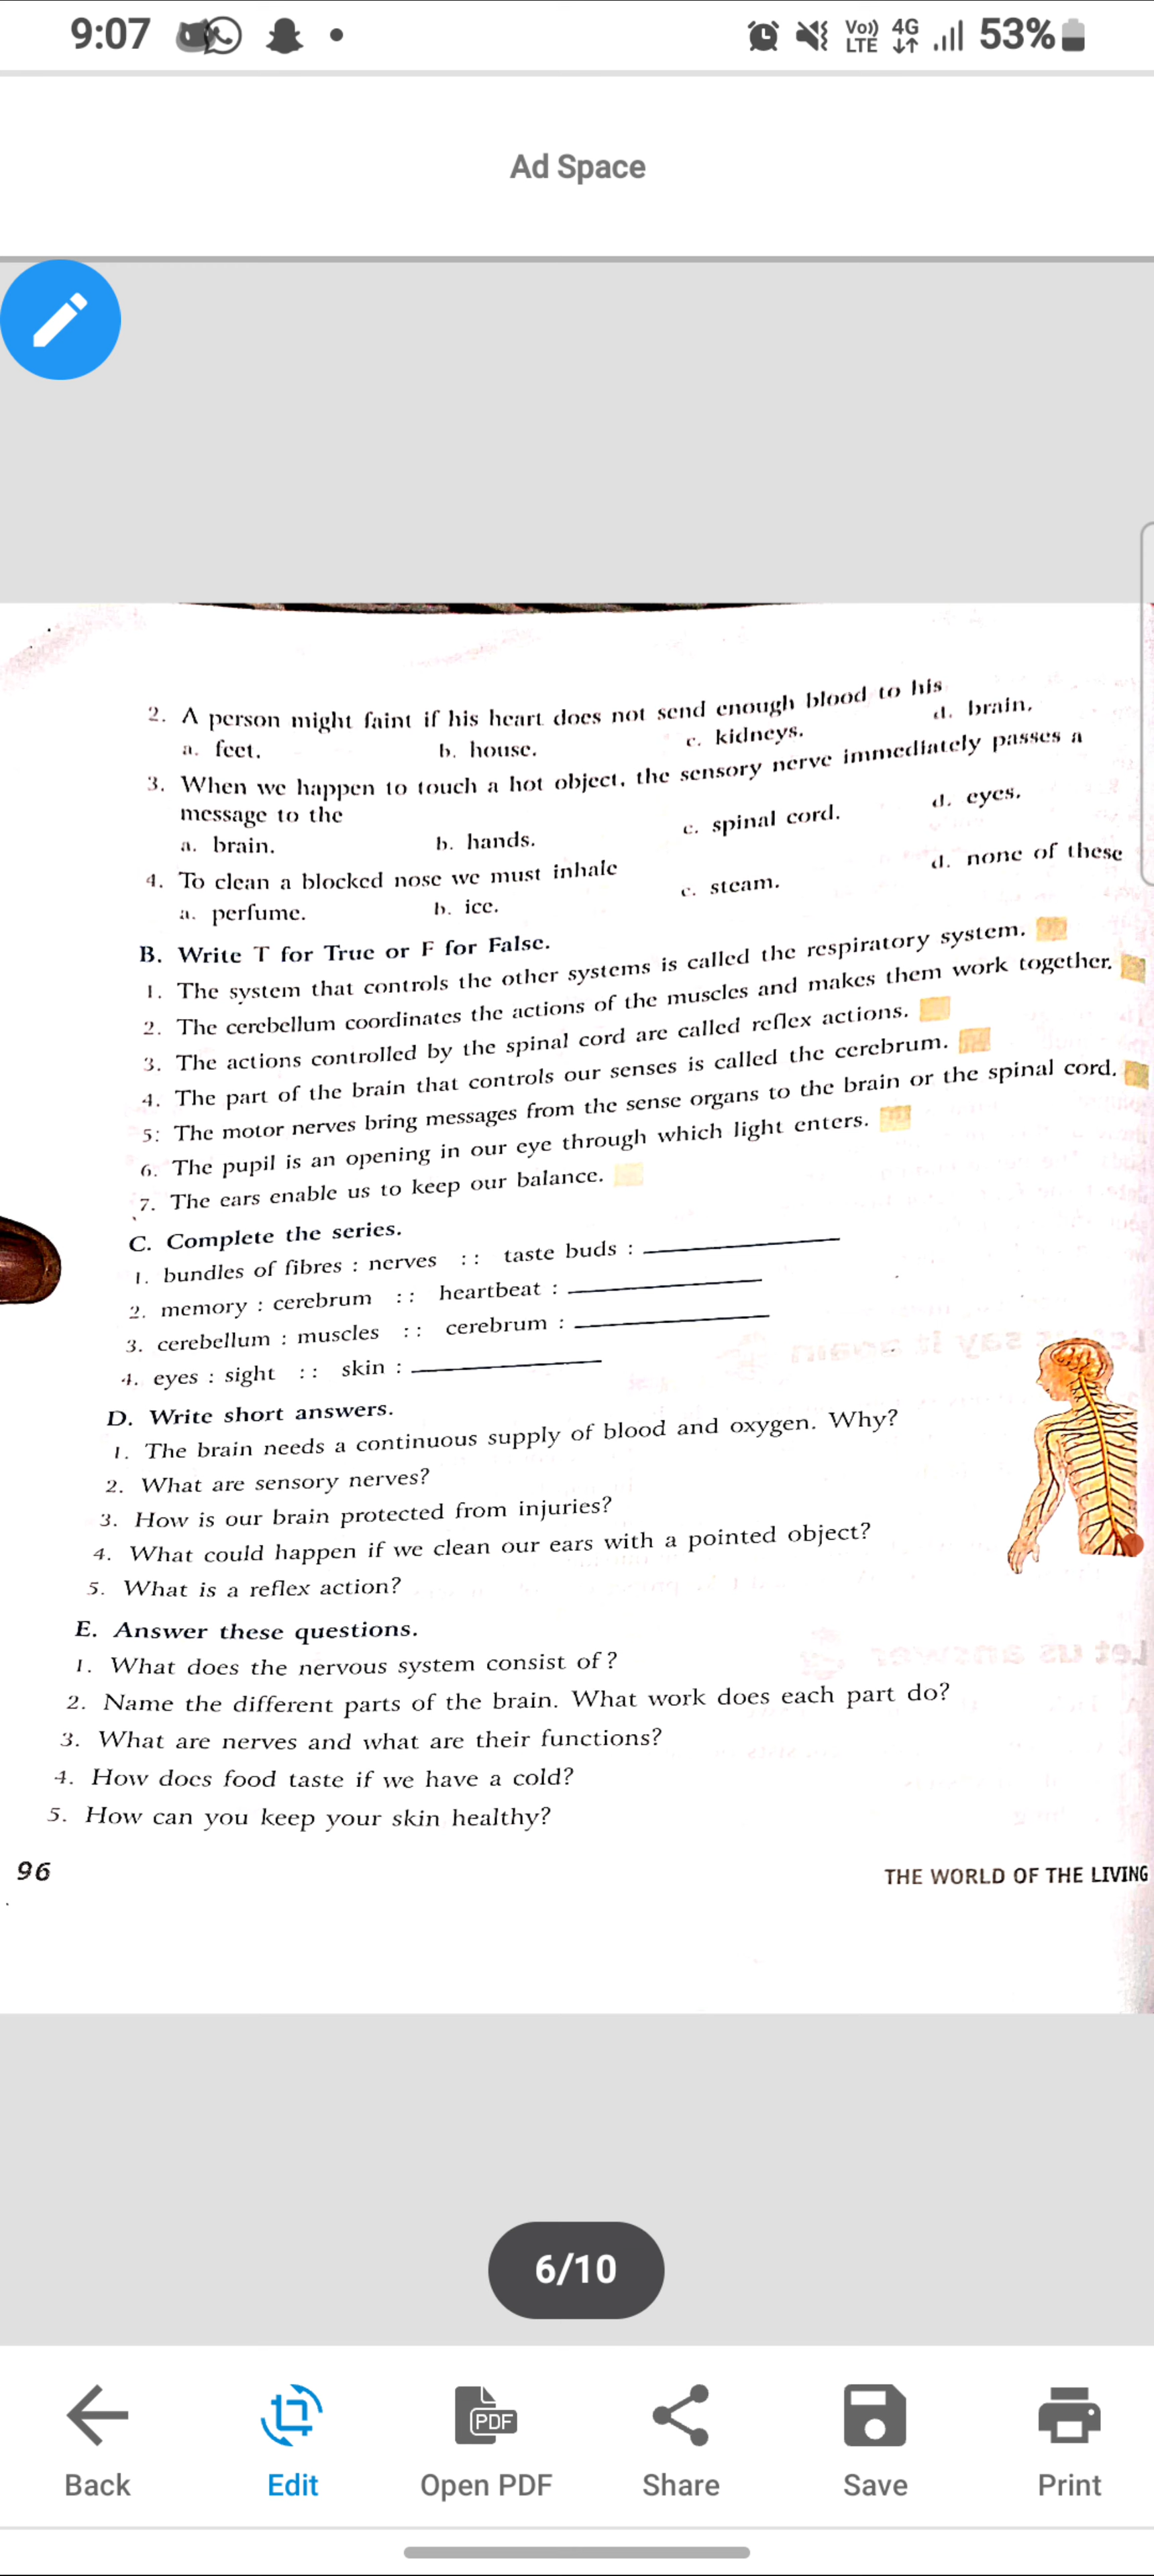 9:07
Vo)) LTE 4G 53%
Ad Space
2. A person might faint if his heart does not send enough blood to his
a. feet. b. house. c. kidneys. d. brain.
3. When we happen to touch a hot object, the sensory nerve immediately passes a
message to the
a. brain. b. hands. c. spinal cord. d. eyes.
4. To clean a blocked nose we must inhale
a. perfume. b. ice. c. steam. d. none of these
B. Write T for True or F for False.
1. The system that controls the other systems is called the respiratory system.
2. The cerebellum coordinates the actions of the muscles and makes them work together.
3. The actions controlled by the spinal cord are called reflex actions.
4. The part of the brain that controls our senses is called the cerebrum.
5: The motor nerves bring messages from the sense organs to the brain or the spinal cord.
6. The pupil is an opening in our eye through which light enters.
7. The ears enable us to keep our balance.
C. Complete the series.
1. bundles of fibres : nerves :: taste buds :
2. memory : cerebrum :: heartbeat :
3. cerebellum : muscles :: cerebrum :
4. eyes : sight :: skin :
D. Write short answers.
1. The brain needs a continuous supply of blood and oxygen. Why?
2. What are sensory nerves?
3. How is our brain protected from injuries?
4. What could happen if we clean our ears with a pointed object?
5. What is a reflex action?
E. Answer these questions.
1. What does the nervous system consist of?
2. Name the different parts of the brain. What work does each part do?
3. What are nerves and what are their functions?
4. How does food taste if we have a cold?
5. How can you keep your skin healthy?
96 THE WORLD OF THE LIVING
6/10
PDF
Back Edit Open PDF Share Save Print